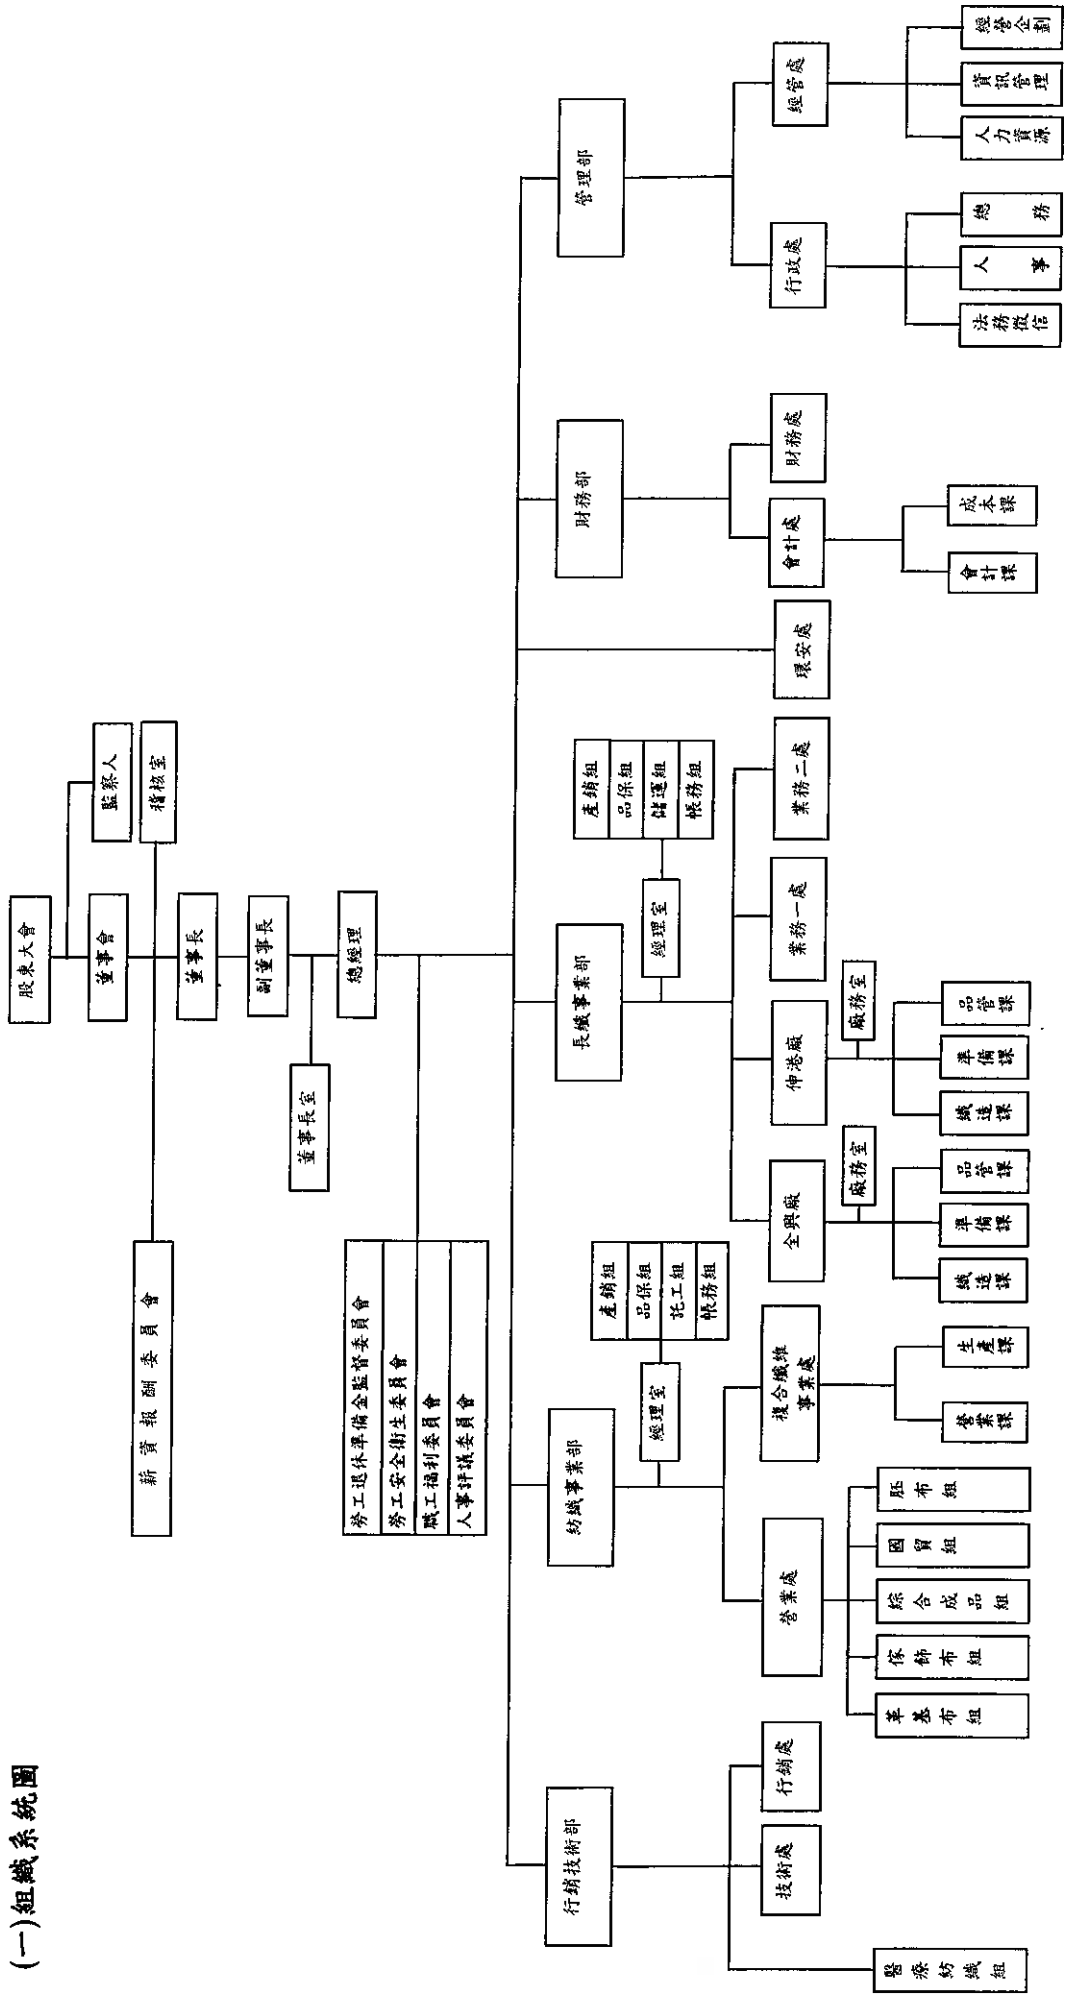 (一)組織系統圖
股東大會
監察人
董事會
稽核室
薪資報酬委員會
董事長
副董事長
董事長室
總經理
勞工退休準備金監督委員會
勞工安全衛生委員會
職工福利委員會
人事評議委員會
行銷技術部
紡織事業部
長纖事業部
財務部
管理部
經理室
產銷組
品保組
託工組
帳務組
經理室
產銷組
品保組
儲運組
帳務組
技術處
行銷處
營業處
複合纖維
事業處
全興廠
伸港廠
業務一處
業務二處
環安處
會計處
財務處
行政處
經管處
廠務室
廠務室
醫療紡織組
革基布組
傢飾布組
綜合成品組
國貿組
胚布組
營業課
生產課
織造課
準備課
品管課
織造課
準備課
品管課
會計課
成本課
法務徵信
人事
總務
人力資源
資訊管理
經營企劃